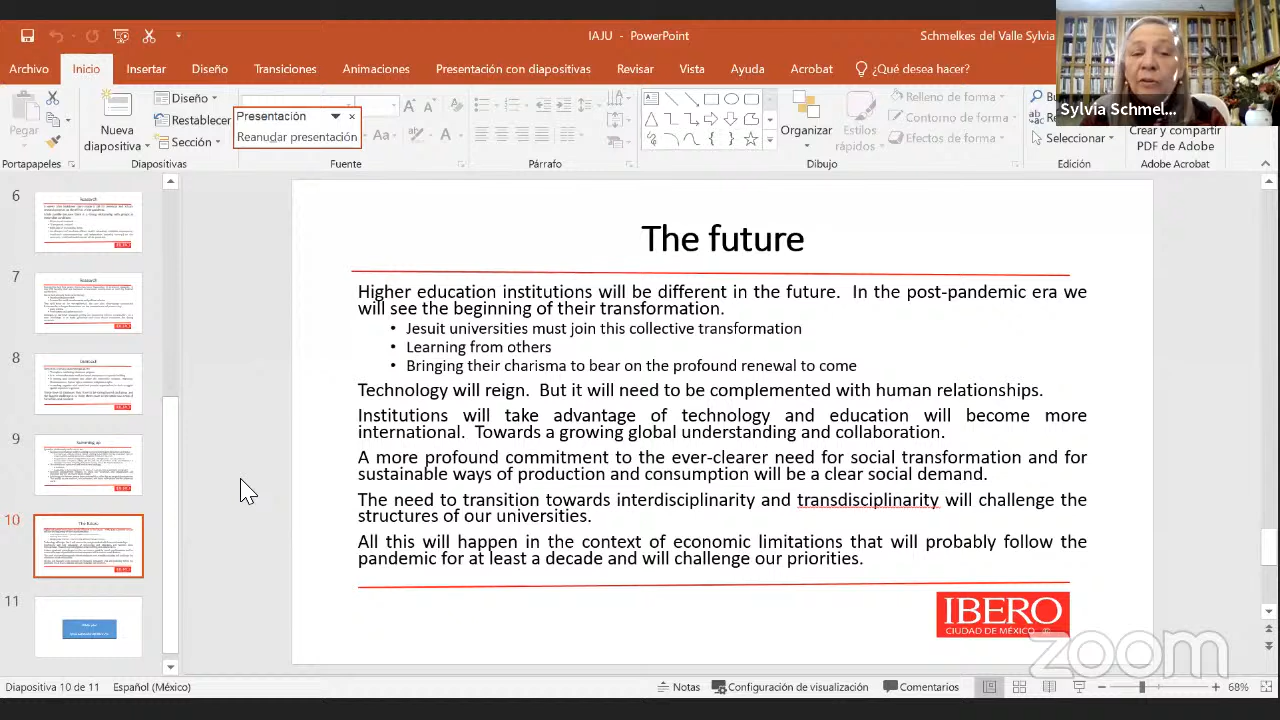 IAJU - PowerPoint
Schmelkes del Valle Sylvia
Archivo
Inicio
Insertar
Diseño
Transiciones
Animaciones
Presentación con diapositivas
Revisar
Vista
Ayuda
Acrobat
¿Qué desea hacer?
Sylvia Schmel...
Pegar
Nueva
diapositiva
Diseño
Restablecer
Sección
Presentación
Reanudar presentación
Organizar
Estilos
rápidos
Relleno de forma
Contorno de forma
Efectos de forma
Seleccionar
Crear y compartir
PDF de Adobe
Portapapeles
Diapositivas
Fuente
Párrafo
Dibujo
Edición
Adobe Acrobat
6
7
8
9
10
11
The future
Higher education institutions will be different in the future. In the post-pandemic era we
will see the beginning of their transformation.
• Jesuit universities must join this collective transformation
• Learning from others
• Bringing their charisma to bear on the profound renewal to come
Technology will reign. But it will need to be complemented with human relationships.
Institutions will take advantage of technology and education will become more
international. Towards a growing global understanding and collaboration.
A more profound commitment to the ever-clearer need for social transformation and for
sustainable ways of production and consumption will be a clear social demand.
The need to transition towards interdisciplinarity and transdisciplinarity will challenge the
structures of our universities.
All this will happen in the context of economic limitations that will probably follow the
pandemic for at least a decade and will challenge our priorities.
IBERO
CIUDAD DE MÉXICO
zoom
Diapositiva 10 de 11
Español (México)
Notas
Configuración de visualización
Comentarios
68%